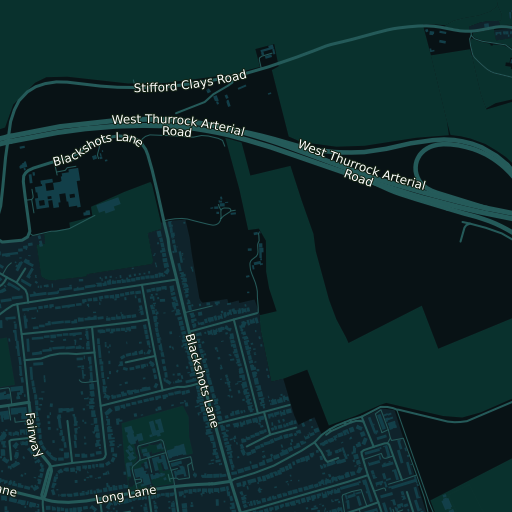 Stifford Clays Road
West Thurrock Arterial
Road
Blackshots Lane
West Thurrock Arterial
Road
Blackshots Lane
Fairway
Long Lane